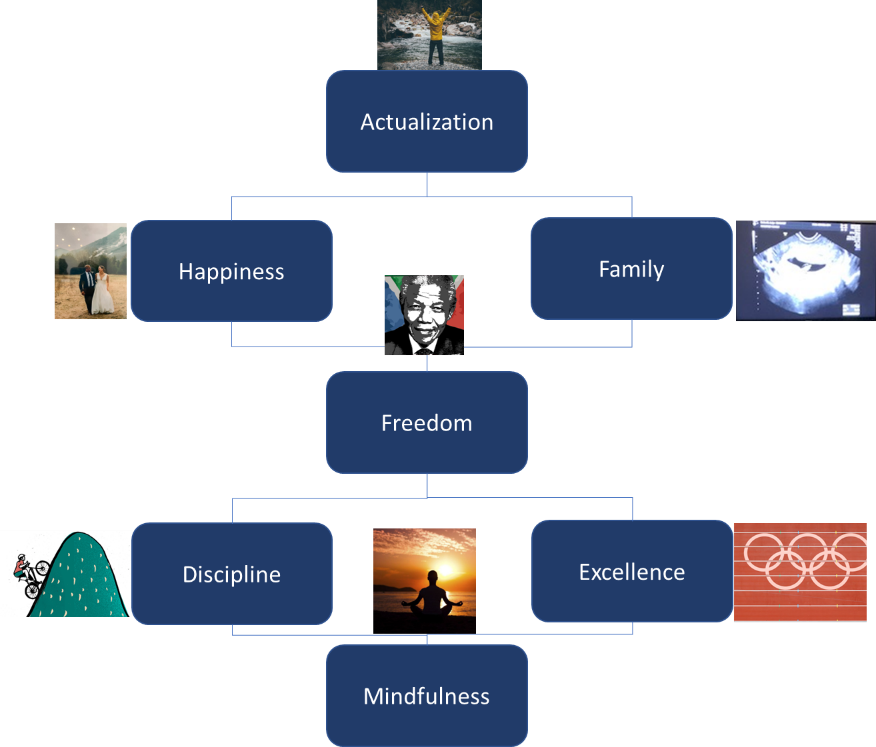 Actualization
Happiness
Family
Freedom
Discipline
Excellence
Mindfulness